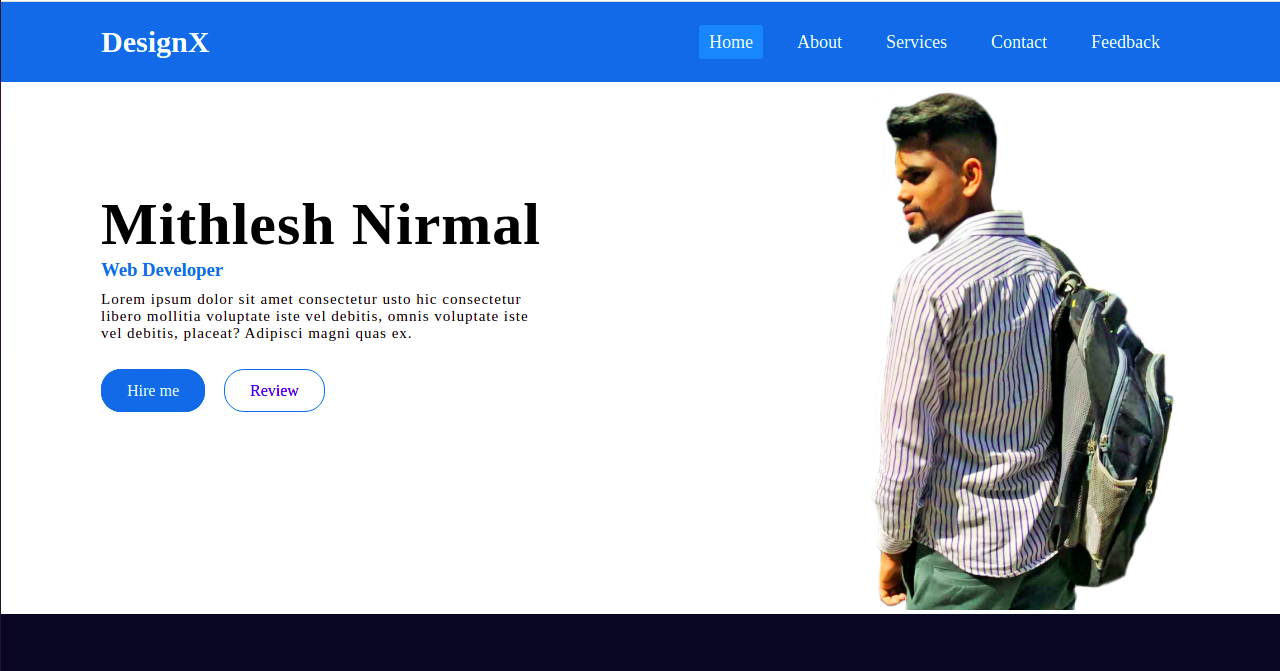 DesignX
Home About Services Contact Feedback
Mithlesh Nirmal
Web Developer
Lorem ipsum dolor sit amet consectetur usto hic consectetur
libero mollitia voluptate iste vel debitis, omnis voluptate iste
vel debitis, placeat? Adipisci magni quas ex.
Hire me Review